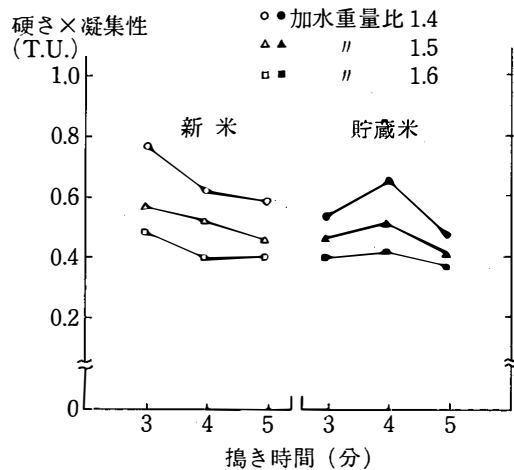 硬さ×凝集性
(T.U.)
○ ● 加水重量比 1.4
△ ▲ 〃 1.5
□ ■ 〃 1.6
1.0
0.8
0.6
0.4
0.2
0
新米
貯蔵米
3 4 5 3 4 5
搗き時間（分）